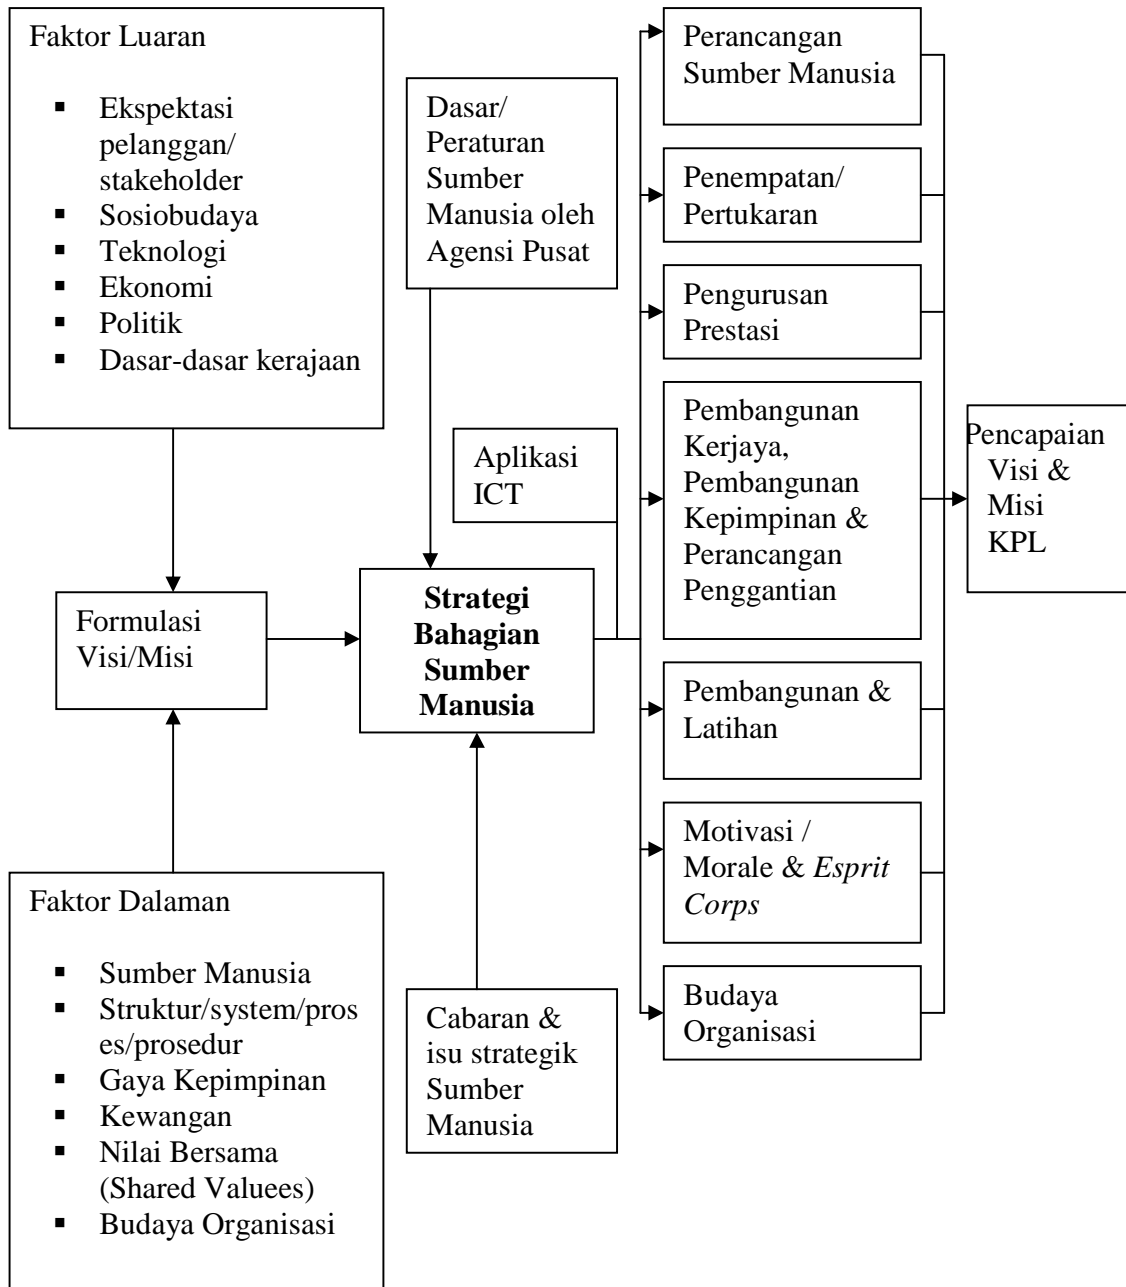 Faktor Luaran
▪ Ekspektasi
pelanggan/
stakeholder
▪ Sosiobudaya
▪ Teknologi
▪ Ekonomi
▪ Politik
▪ Dasar-dasar kerajaan
Formulasi
Visi/Misi
Faktor Dalaman
▪ Sumber Manusia
▪ Struktur/system/pros
es/prosedur
▪ Gaya Kepimpinan
▪ Kewangan
▪ Nilai Bersama
(Shared Valuees)
▪ Budaya Organisasi
Dasar/
Peraturan
Sumber
Manusia oleh
Agensi Pusat
Aplikasi
ICT
Strategi
Bahagian
Sumber
Manusia
Cabaran &
isu strategik
Sumber
Manusia
Perancangan
Sumber Manusia
Penempatan/
Pertukaran
Pengurusan
Prestasi
Pembangunan
Kerjaya,
Pembangunan
Kepimpinan &
Perancangan
Penggantian
Pembangunan &
Latihan
Motivasi /
Morale & Esprit
Corps
Budaya
Organisasi
Pencapaian
Visi &
Misi
KPL